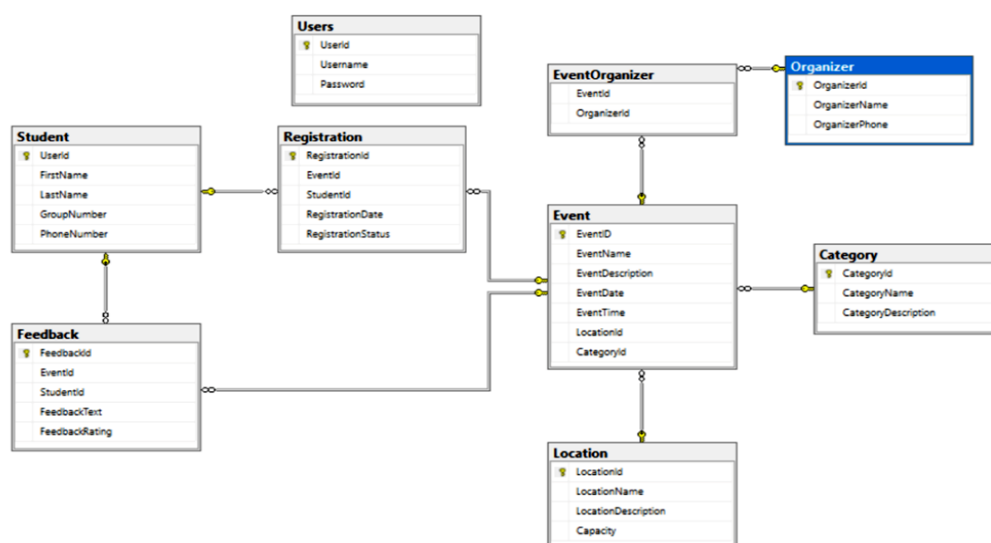 Users
UserId
Username
Password
EventOrganizer
EventId
OrganizerId
Organizer
OrganizerId
OrganizerName
OrganizerPhone
Student
UserId
FirstName
LastName
GroupNumber
PhoneNumber
Registration
RegistrationId
EventId
StudentId
RegistrationDate
RegistrationStatus
Event
EventID
EventName
EventDescription
EventDate
EventTime
LocationId
CategoryId
Category
CategoryId
CategoryName
CategoryDescription
Feedback
FeedbackId
EventId
StudentId
FeedbackText
FeedbackRating
Location
LocationId
LocationName
LocationDescription
Capacity